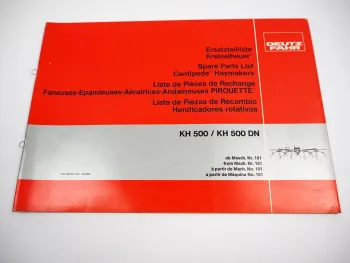 DEUTZ
FAHR
Ersatzteilliste
Kreiselheuer
Spare Parts List
Centipede Haymakers
Liste de Pièces de Rechange
Faneuses-Epandeuses-Aératrices-Andaineuses PIROUETTE
Lista de Piezas de Recambio
Henificadores rotativos
KH 500 / KH 500 DN
ab Masch. Nr. 101
from Mach. Nr. 101
à partir de Mach. No. 101
a partir de Máquina No. 101